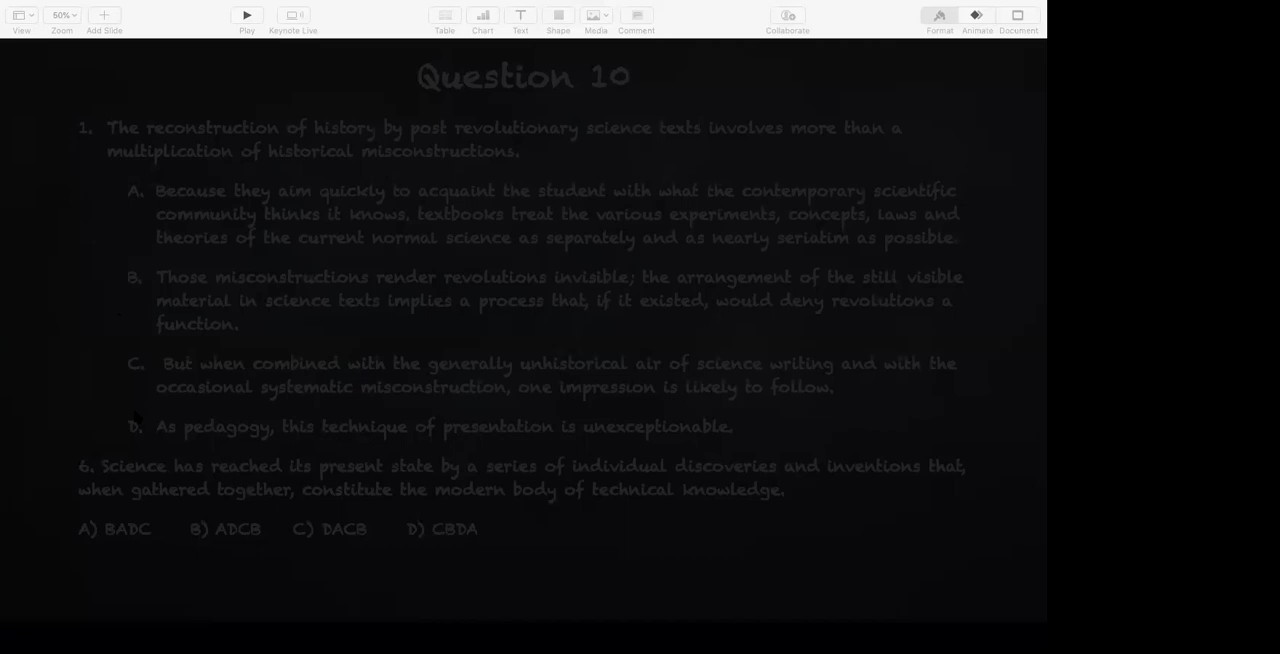 50%
View Zoom Add Slide Play Keynote Live Table Chart Text Shape Media Comment Collaborate Format Animate Document
Question 10
1. The reconstruction of history by post revolutionary science texts involves more than a
multiplication of historical misconstructions.
A. Because they aim quickly to acquaint the student with what the contemporary scientific
community thinks it knows. textbooks treat the various experiments, concepts, laws and
theories of the current normal science as separately and as nearly seriatim as possible.
B. Those misconstructions render revolutions invisible; the arrangement of the still visible
material in science texts implies a process that, if it existed, would deny revolutions a
function.
C. But when combined with the generally unhistorical air of science writing and with the
occasional systematic misconstruction, one impression is likely to follow.
D. As pedagogy, this technique of presentation is unexceptionable.
6. Science has reached its present state by a series of individual discoveries and inventions that,
when gathered together, constitute the modern body of technical knowledge.
A) BADC B) ADCB C) DACB D) CBDA